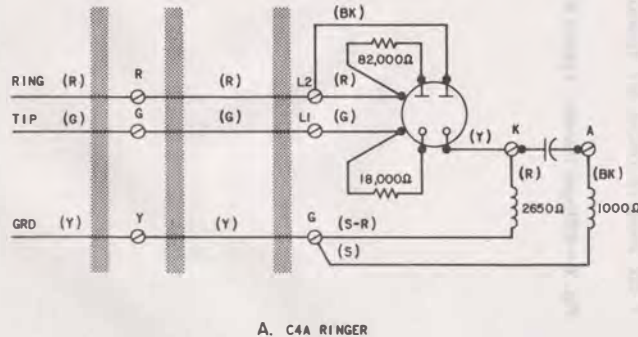 (BK)
82,000Ω
RING (R) R (R) L2 (R)
TIP (G) G (G) L1 (G)
(Y) K A
18,000Ω
(R) (BK)
2650Ω 1000Ω
GRD (Y) Y (Y) G (S-R)
(S)
A. C4A RINGER